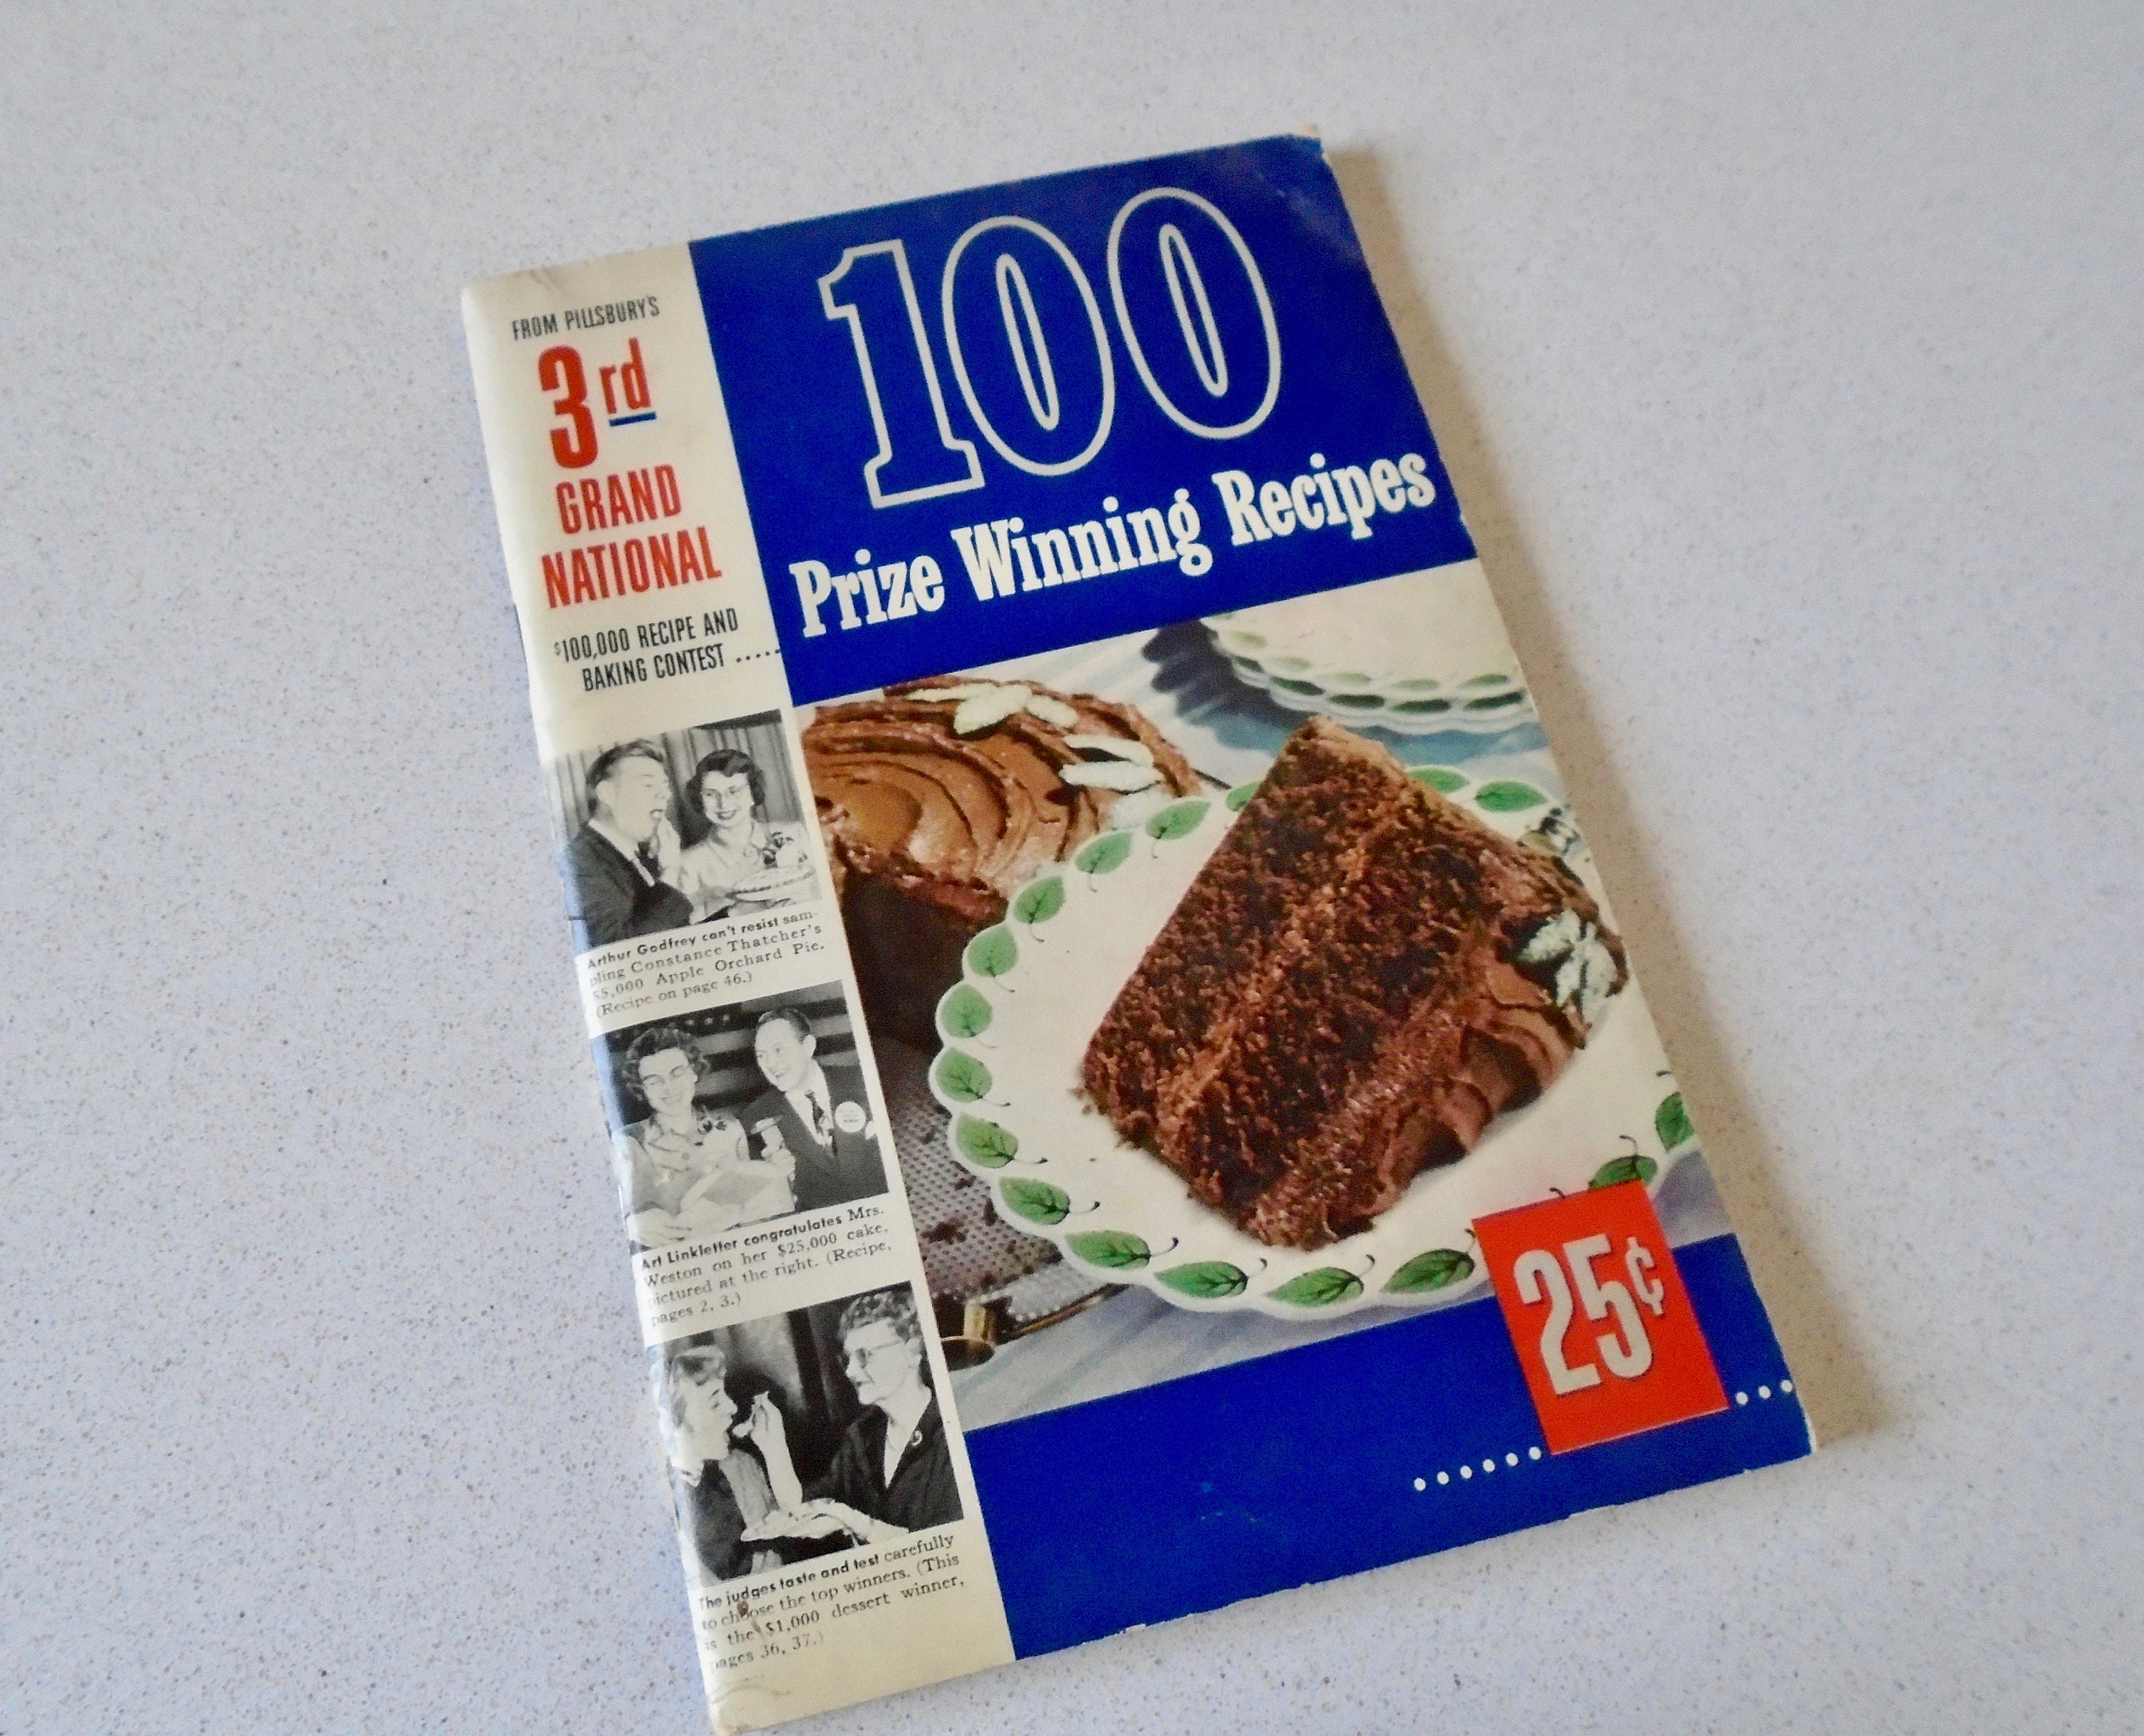 FROM PILLSBURY'S
3rd
GRAND
NATIONAL
$100,000 RECIPE AND
BAKING CONTEST .....
100
Prize Winning Recipes
Arthur Godfrey can't resist sam-
pling Constance Thatcher's
$5,000 Apple Orchard Pie.
(Recipe on page 46.)
Art Linkletter congratulates Mrs.
Weston on her $25,000 cake,
pictured at the right. (Recipe,
pages 2, 3.)
The judges taste and test carefully
to choose the top winners. (This
is the $1,000 dessert winner,
pages 36, 37.)
25¢